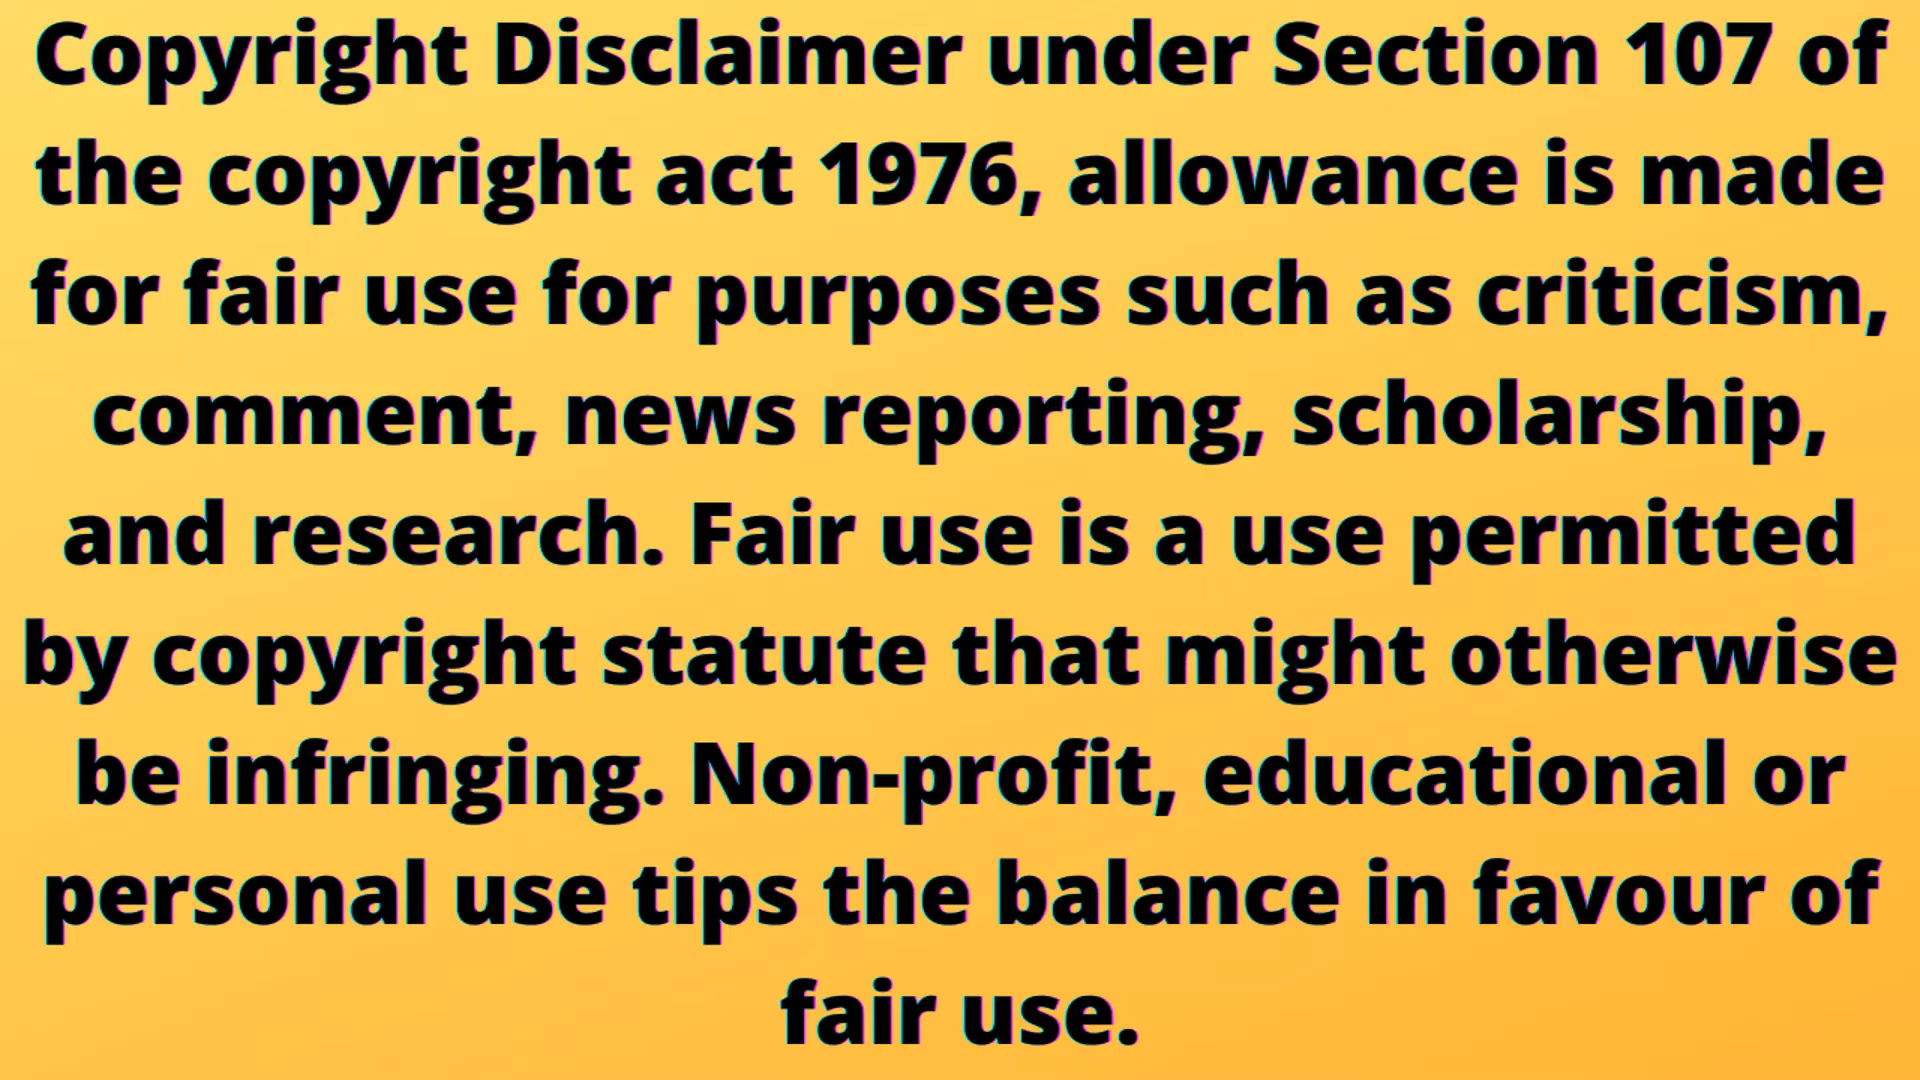 Copyright Disclaimer under Section 107 of
the copyright act 1976, allowance is made
for fair use for purposes such as criticism,
comment, news reporting, scholarship,
and research. Fair use is a use permitted
by copyright statute that might otherwise
be infringing. Non-profit, educational or
personal use tips the balance in favour of
fair use.